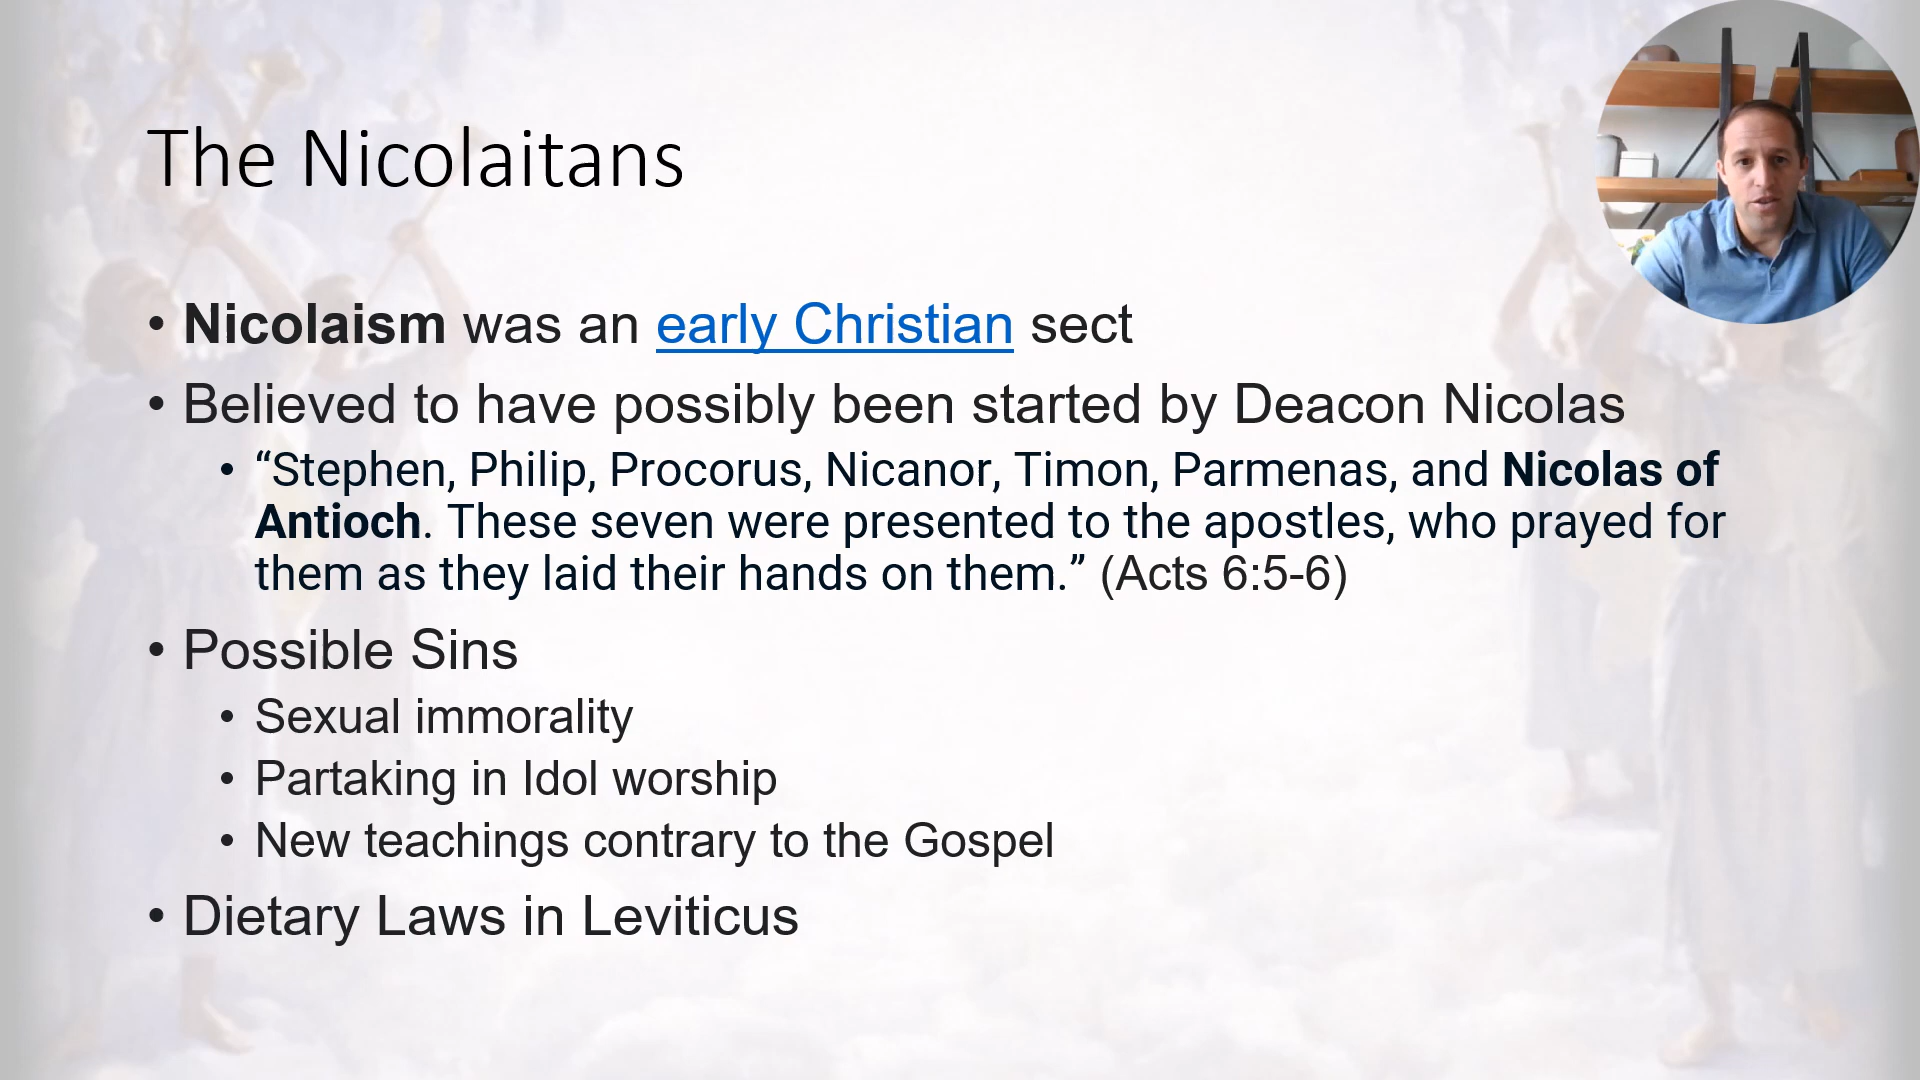 The Nicolaitans
• Nicolaism was an early Christian sect
• Believed to have possibly been started by Deacon Nicolas
• “Stephen, Philip, Procorus, Nicanor, Timon, Parmenas, and Nicolas of
Antioch. These seven were presented to the apostles, who prayed for
them as they laid their hands on them.” (Acts 6:5-6)
• Possible Sins
• Sexual immorality
• Partaking in Idol worship
• New teachings contrary to the Gospel
• Dietary Laws in Leviticus